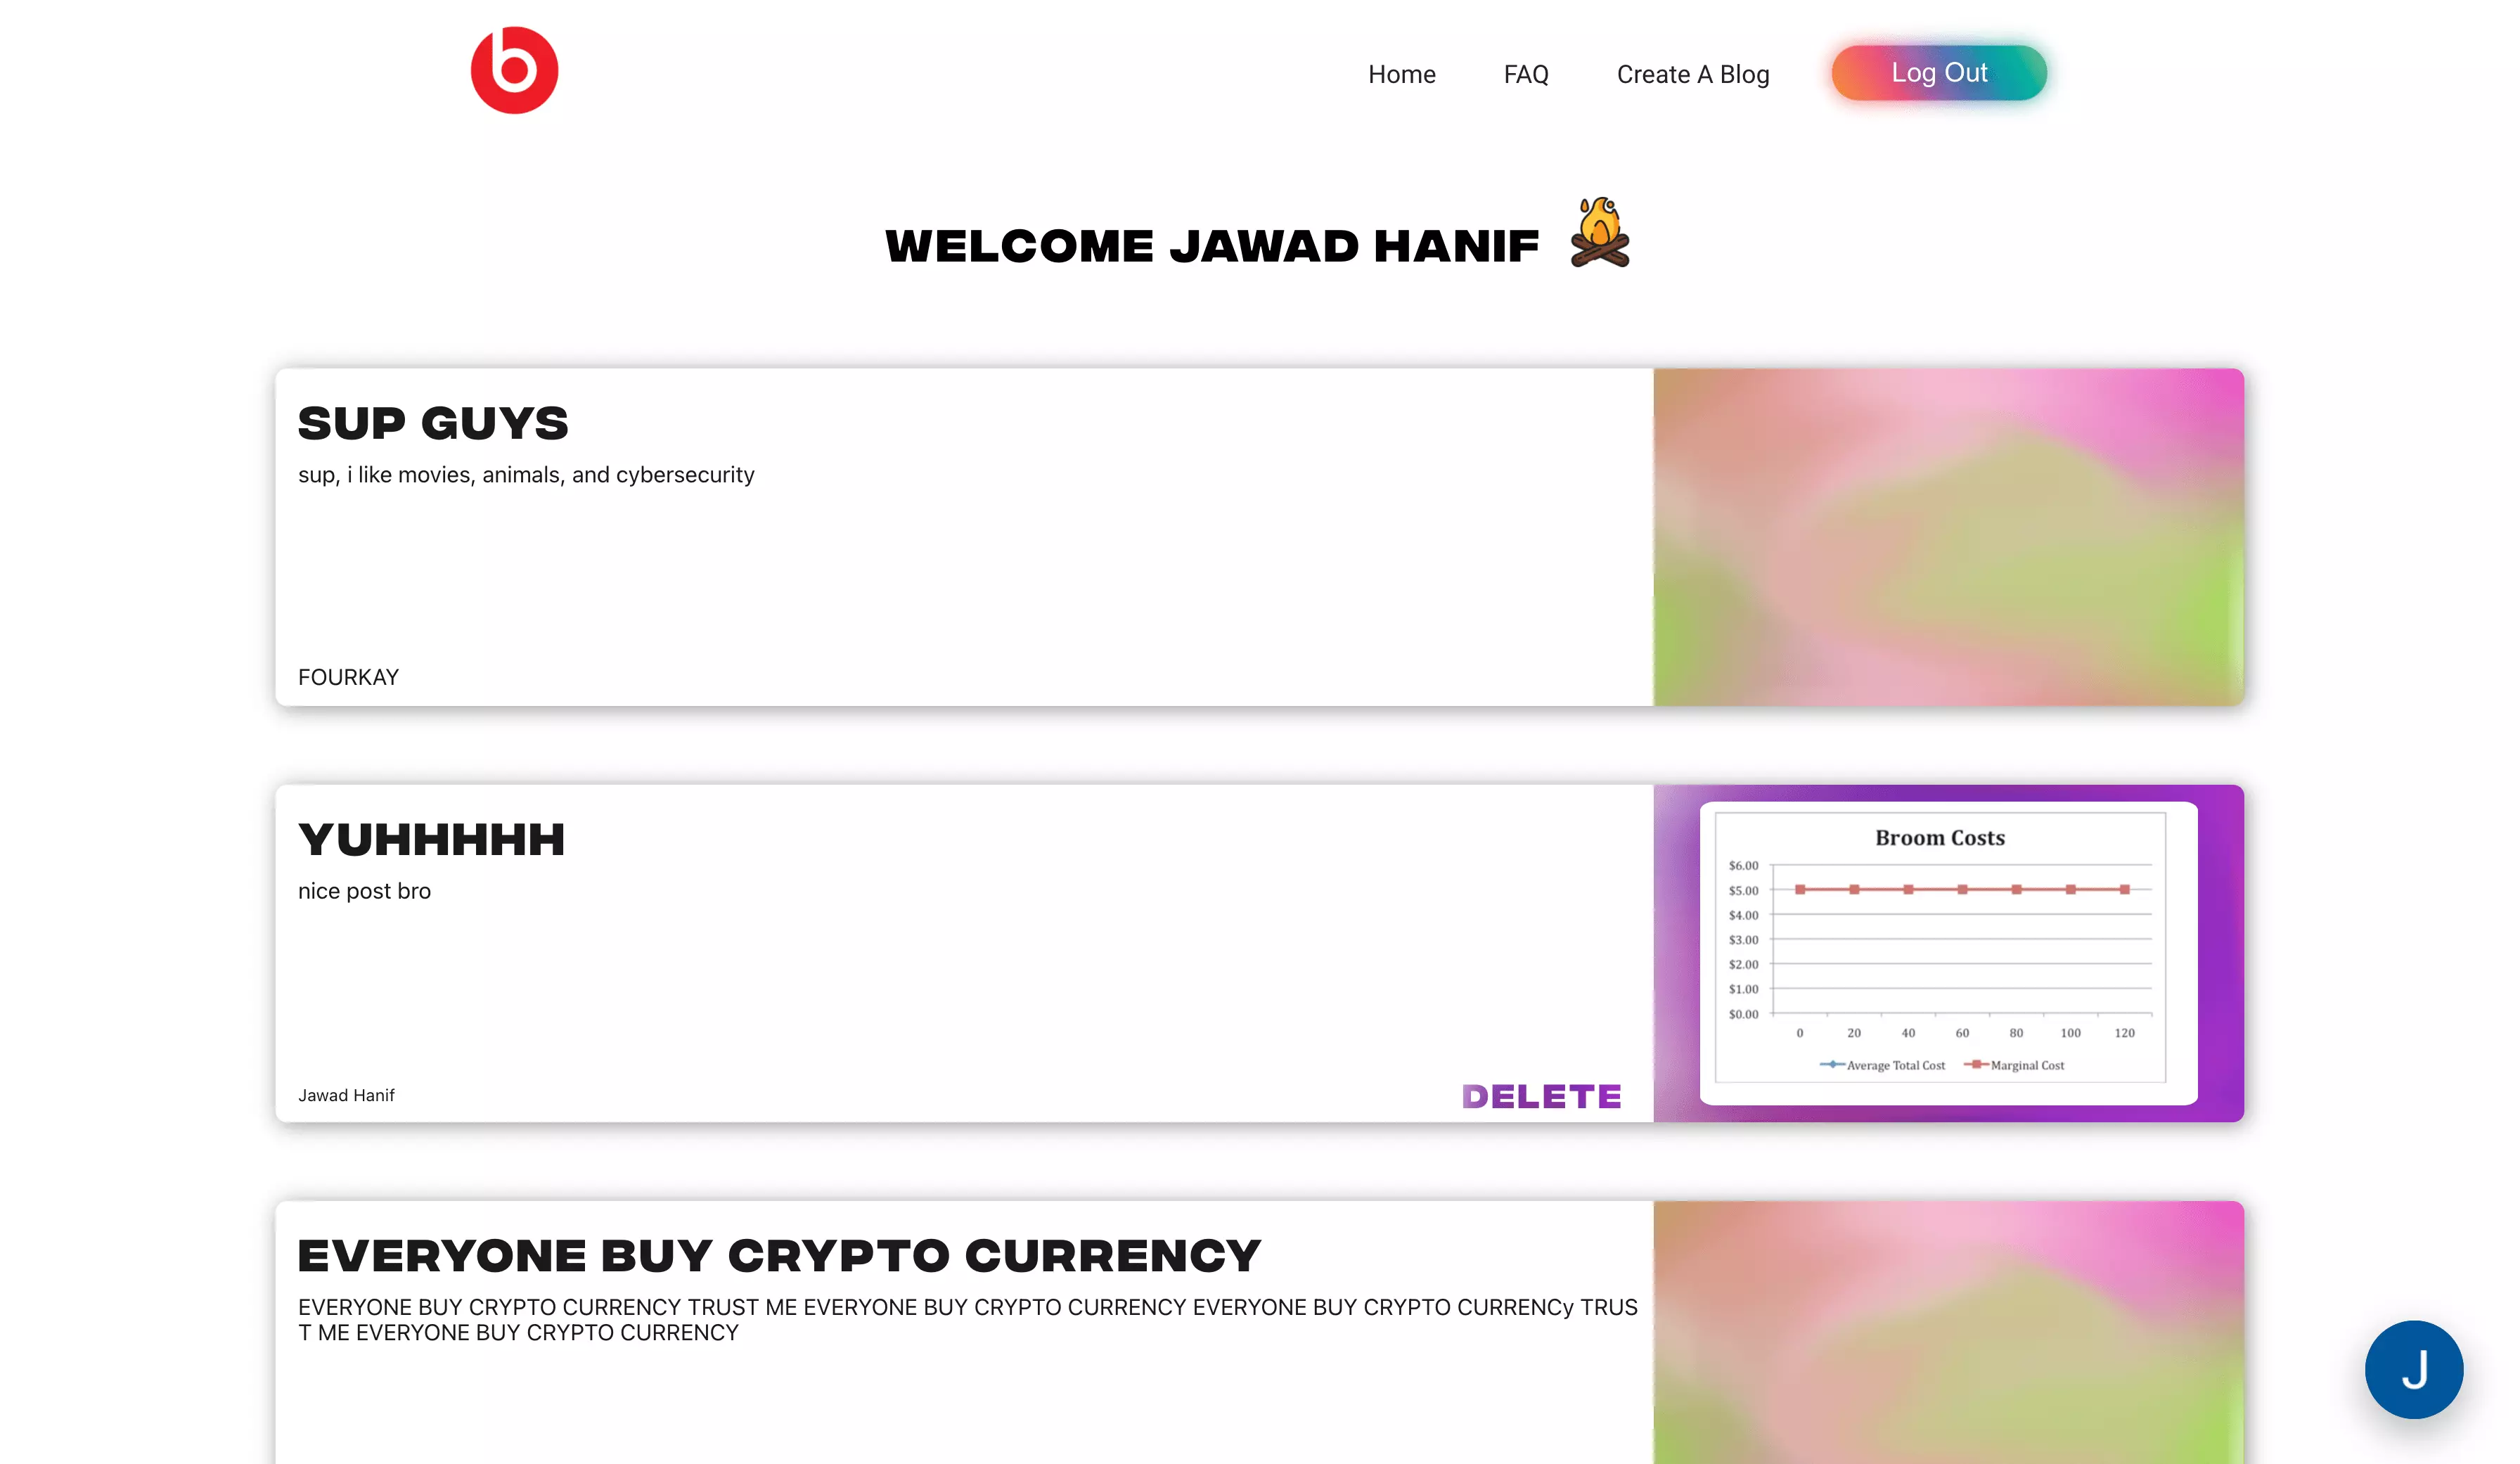 b
Home FAQ Create A Blog Log Out
WELCOME JAWAD HANIF
SUP GUYS
sup, i like movies, animals, and cybersecurity
FOURKAY
YUHHHHH
nice post bro
Jawad Hanif
DELETE
Broom Costs
$6.00
$5.00
$4.00
$3.00
$2.00
$1.00
$0.00
0 20 40 60 80 100 120
Average Total Cost Marginal Cost
EVERYONE BUY CRYPTO CURRENCY
EVERYONE BUY CRYPTO CURRENCY TRUST ME EVERYONE BUY CRYPTO CURRENCY EVERYONE BUY CRYPTO CURRENCy TRUS
T ME EVERYONE BUY CRYPTO CURRENCY
J